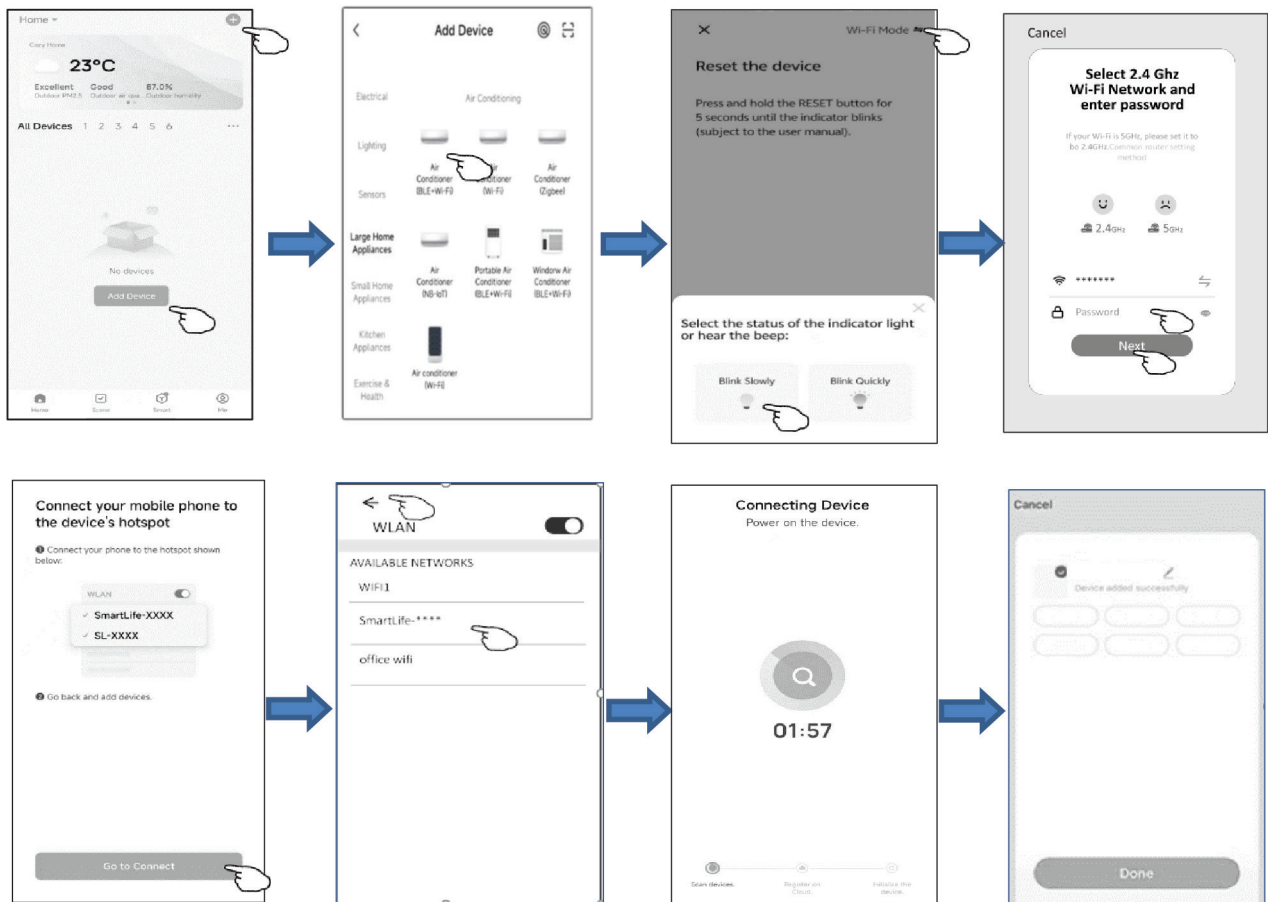 Home
Cozy Home
23°C
Excellent Good 87.0%
Outdoor PM2.5 Outdoor air qua... Outdoor humidity
All Devices 1 2 3 4 5 6 ...
No devices
Add Device
Home Scene Smart Me
Add Device
Electrical
Lighting
Sensors
Large Home
Appliances
Small Home
Appliances
Kitchen
Appliances
Exercise &
Health
Air Conditioning
Air
Conditioner
(BLE+Wi-Fi)
Air
Conditioner
(Wi-Fi)
Air
Conditioner
(Zigbee)
Air
Conditioner
(NB-IoT)
Portable Air
Conditioner
(BLE+Wi-Fi)
Window Air
Conditioner
(BLE+Wi-Fi)
Air conditioner
(Wi-Fi)
Wi-Fi Mode
Reset the device
Press and hold the RESET button for
5 seconds until the indicator blinks
(subject to the user manual).
Select the status of the indicator light
or hear the beep:
Blink Slowly Blink Quickly
Cancel
Select 2.4 Ghz
Wi-Fi Network and
enter password
If your Wi-Fi is 5GHz, please set it to
be 2.4GHz.Common router setting
method
2.4GHz 5GHz
*******
Password
Next
Connect your mobile phone to
the device's hotspot
1 Connect your phone to the hotspot shown
below:
WLAN
SmartLife-XXXX
SL-XXXX
2 Go back and add devices.
Go to Connect
WLAN
AVAILABLE NETWORKS
WIFI1
SmartLife-****
office wifi
Connecting Device
Power on the device.
01:57
Scan devices.
Register on
Cloud.
Initialize the
device.
Cancel
Device added successfully
Done